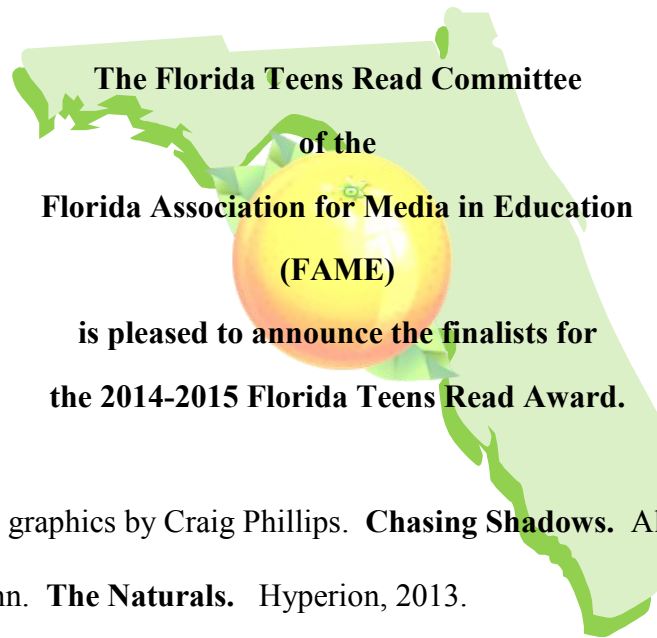 The Florida Teens Read Committee
of the
Florida Association for Media in Education
(FAME)
is pleased to announce the finalists for
the 2014-2015 Florida Teens Read Award.
graphics by Craig Phillips. Chasing Shadows.
The Naturals. Hyperion, 2013.